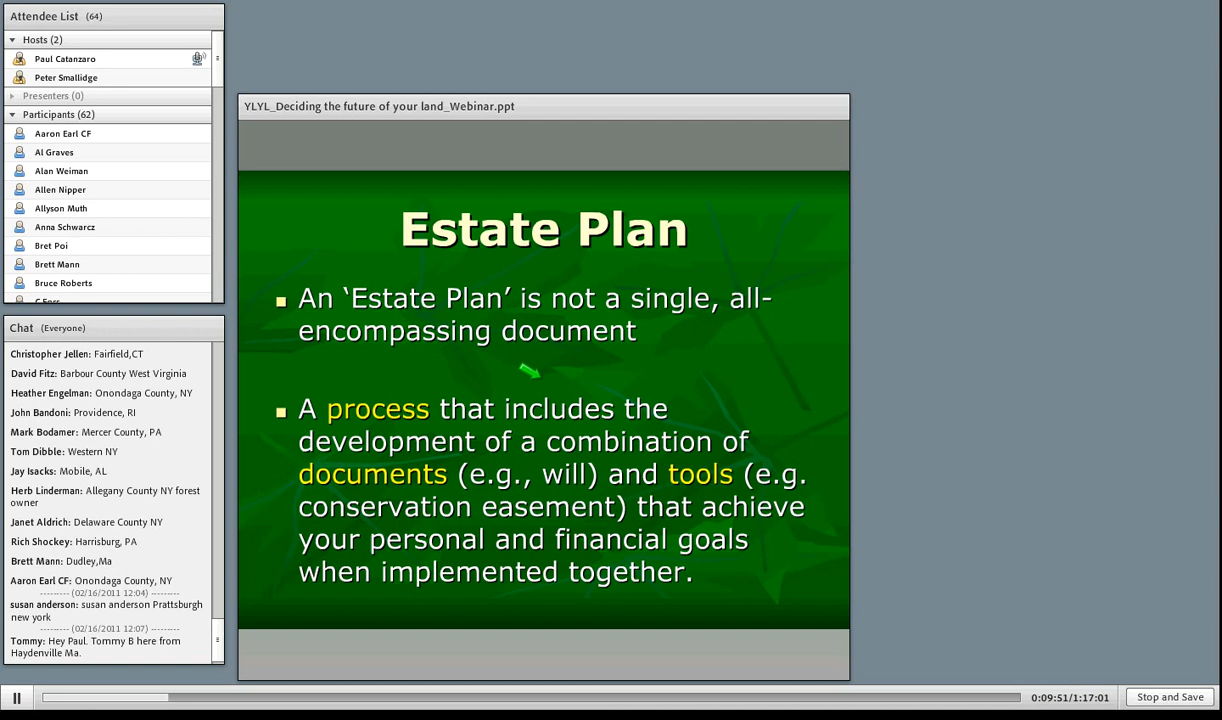 Attendee List (64)
Hosts (2)
Paul Catanzaro
Peter Smallidge
Presenters (0)
Participants (62)
Aaron Earl CF
Al Graves
Alan Weiman
Allen Nipper
Allyson Muth
Anna Schwarcz
Bret Poi
Brett Mann
Bruce Roberts
Chat (Everyone)
Christopher Jellen: Fairfield,CT
David Fitz: Barbour County West Virginia
Heather Engelman: Onondaga County, NY
John Bandoni: Providence, RI
Mark Bodamer: Mercer County, PA
Tom Dibble: Western NY
Jay Isacks: Mobile, AL
Herb Linderman: Allegany County NY forest
owner
Janet Aldrich: Delaware County NY
Rich Shockey: Harrisburg, PA
Brett Mann: Dudley,Ma
Aaron Earl CF: Onondaga County, NY
--------- (02/16/2011 12:04) ---------
susan anderson: susan anderson Prattsburgh
new york
--------- (02/16/2011 12:07) ---------
Tommy: Hey Paul. Tommy B here from
Haydenville Ma.
YLYL_Deciding the future of your land_Webinar.ppt
Estate Plan
An ‘Estate Plan’ is not a single, all-
encompassing document
A process that includes the
development of a combination of
documents (e.g., will) and tools (e.g.
conservation easement) that achieve
your personal and financial goals
when implemented together.
0:09:51/1:17:01
Stop and Save